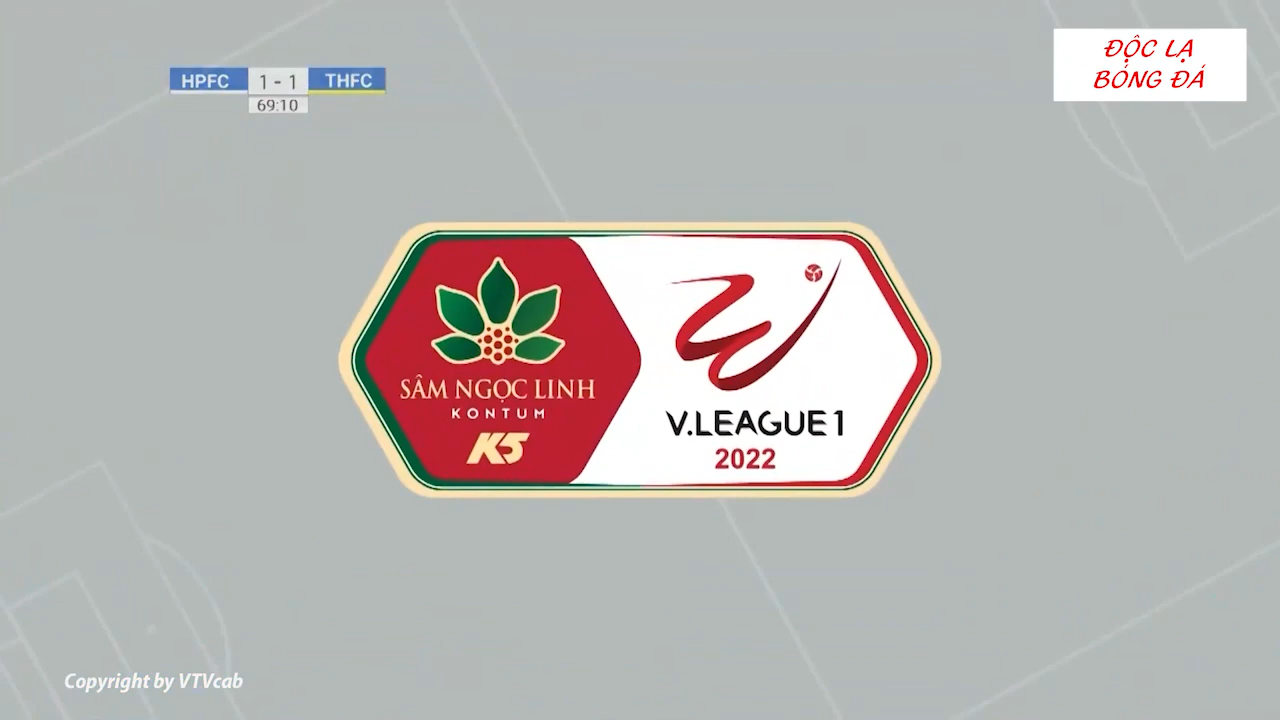 HPFC 1 - 1 THFC
69:10
ĐỘC LẠ
BÓNG ĐÁ
SÂM NGỌC LINH
KONTUM
K5
V.LEAGUE 1
2022
Copyright by VTVcab